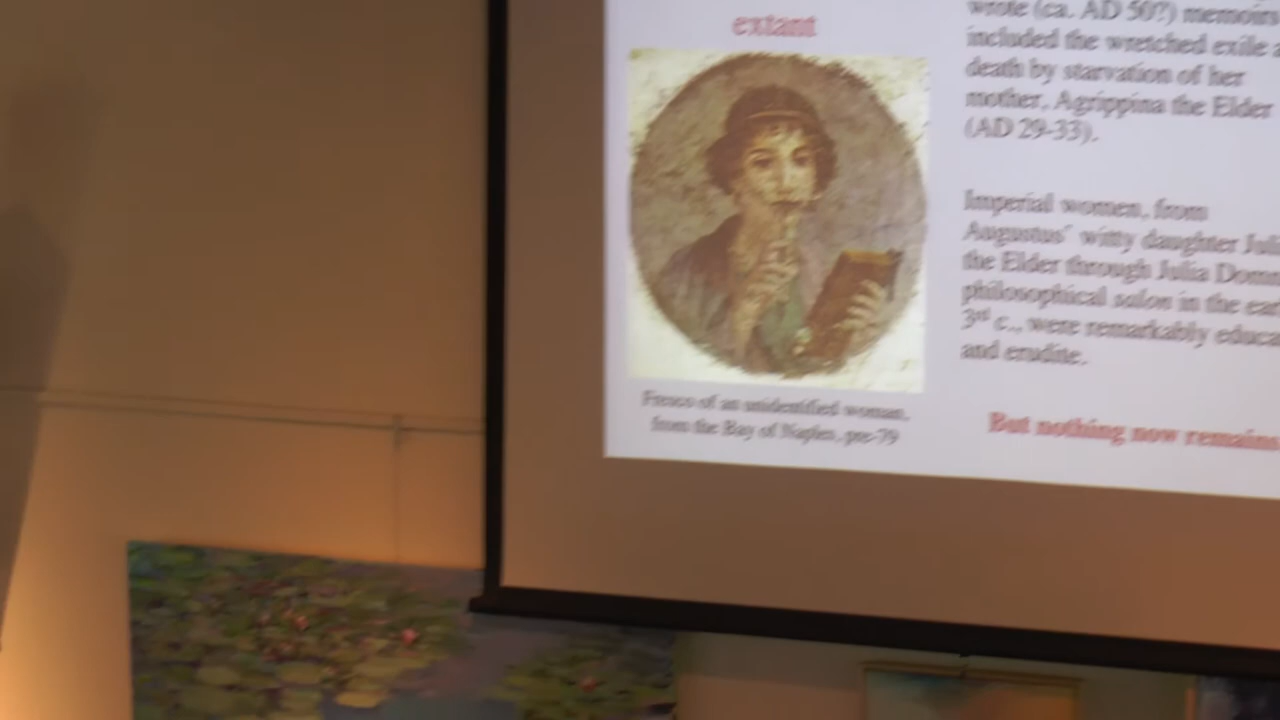 extant
Fresco of an unidentified woman,
from the Bay of Naples, pre-79
wrote (ca. AD 50?) memoirs
included the wretched exile
death by starvation of her
mother, Agrippina the Elder
(AD 29-33).
Imperial women, from
Augustus' witty daughter
the Elder through Julia
philosophical salon in the
3rd c., were remarkably
and erudite.
But nothing now remains